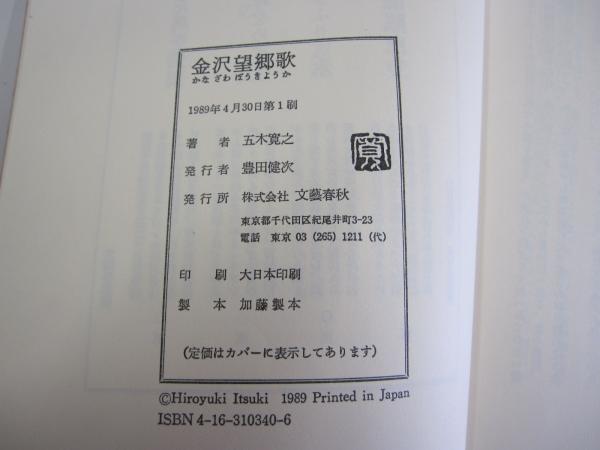 金沢望郷歌
かなざわぼうきようか
1989年4月30日第1刷
著者 五木寛之
寛
発行者 豊田健次
発行所 株式会社 文藝春秋
東京都千代田区紀尾井町3-23
電話 東京 03 (265) 1211 (代)
印刷 大日本印刷
製本 加藤製本
(定価はカバーに表示してあります)
©Hiroyuki Itsuki 1989 Printed in Japan
ISBN4-16-310340-6